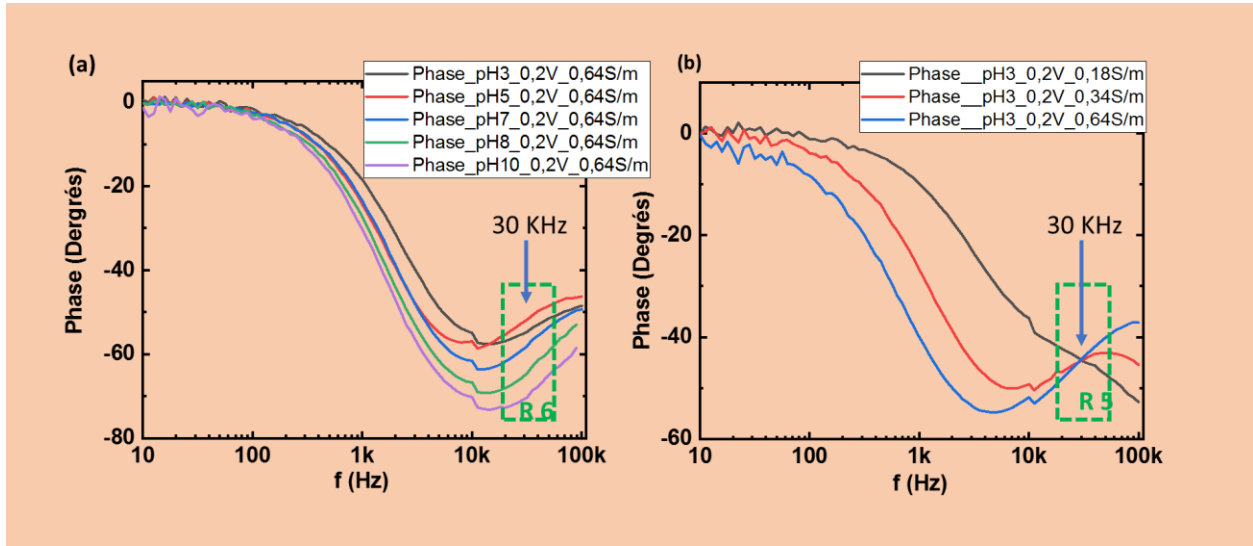 (a)
Phase_pH3_0,2V_0,64S/m
Phase_pH5_0,2V_0,64S/m
Phase_pH7_0,2V_0,64S/m
Phase_pH8_0,2V_0,64S/m
Phase_pH10_0,2V_0,64S/m
0
-20
-40
-60
-80
Phase (Dergrés)
30 KHz
R 6
10
100
1k
10k
100k
f (Hz)
(b)
Phase__pH3_0,2V_0,18S/m
Phase__pH3_0,2V_0,34S/m
Phase__pH3_0,2V_0,64S/m
0
-20
-40
-60
Phase (Degrés)
30 KHz
R 5
10
100
1k
10k
100k
f (Hz)